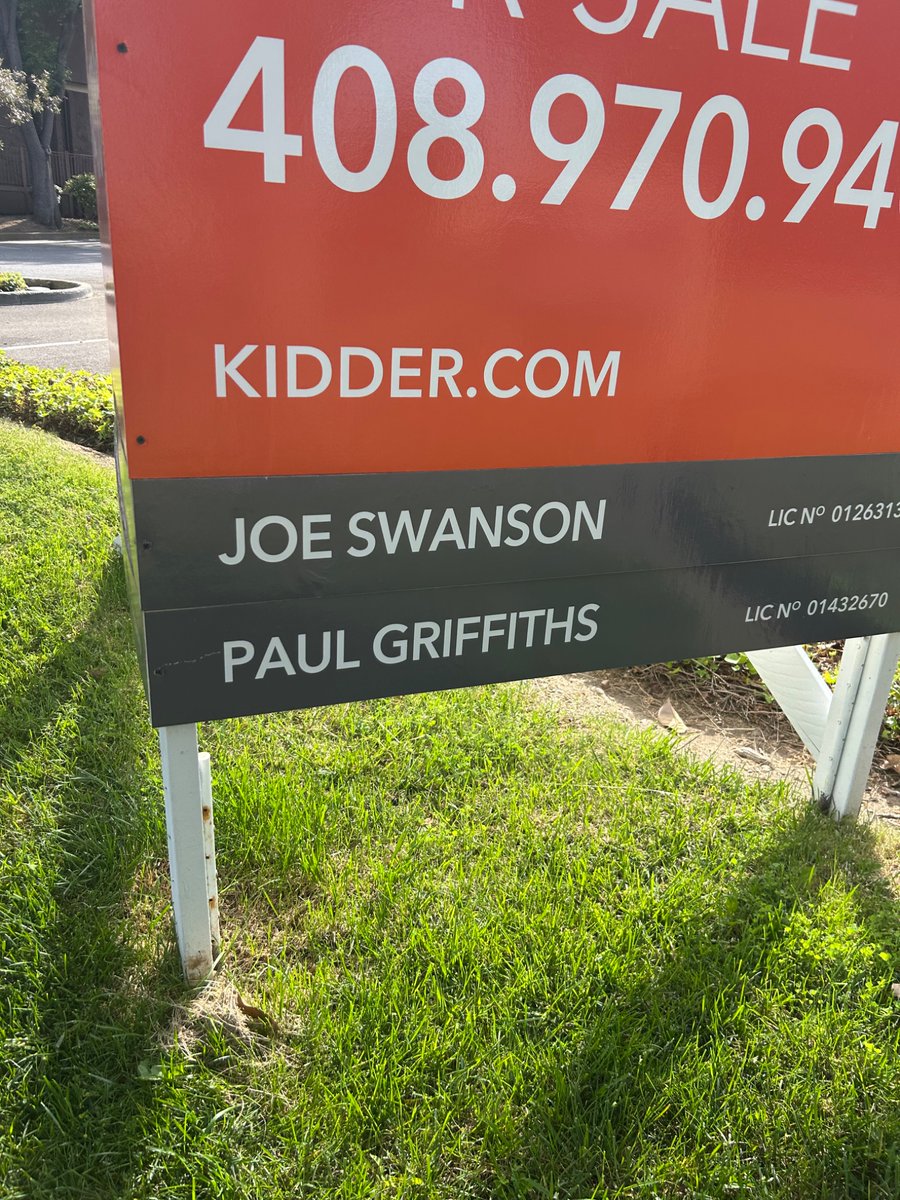 R SALE
408.970.94
KIDDER.COM
JOE SWANSON LIC Nº 0126313
PAUL GRIFFITHS LIC Nº 01432670